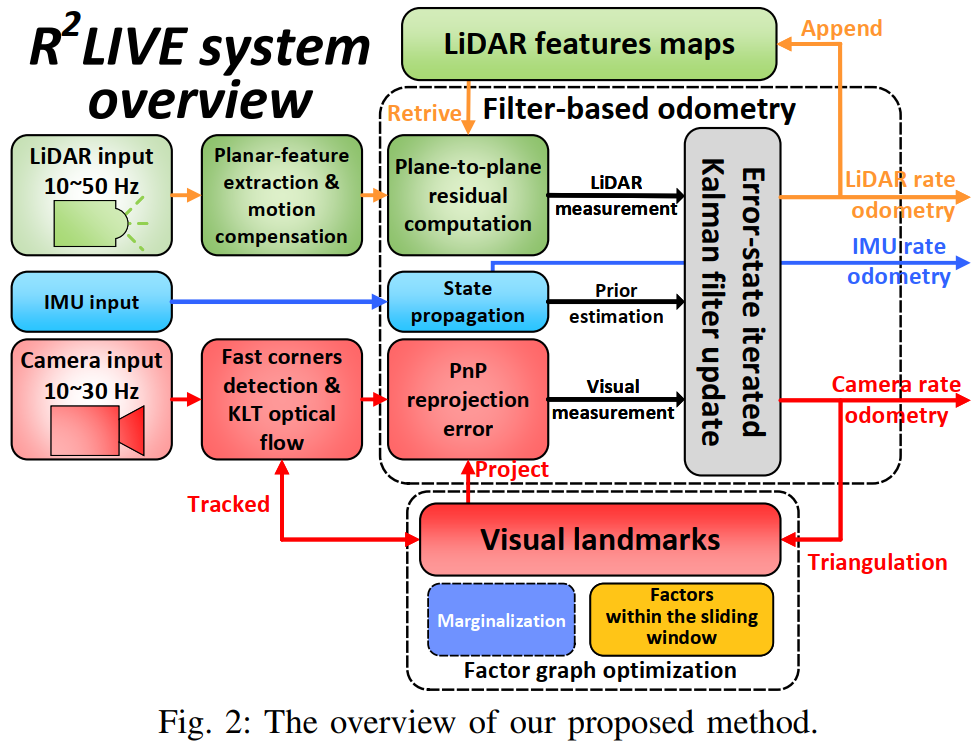 R²LIVE system
overview
LiDAR features maps
Append
Retrive
Filter-based odometry
LiDAR input
10~50 Hz
Planar-feature
extraction &
motion
compensation
Plane-to-plane
residual
computation
LiDAR
measurement
Error-state iterated
Kalman filter update
LiDAR rate
odometry
IMU rate
odometry
IMU input
State
propagation
Prior
estimation
Camera input
10~30 Hz
Fast corners
detection &
KLT optical
flow
PnP
reprojection
error
Visual
measurement
Camera rate
odometry
Project
Tracked
Visual landmarks
Triangulation
Marginalization
Factors
within the sliding
window
Factor graph optimization
Fig. 2: The overview of our proposed method.